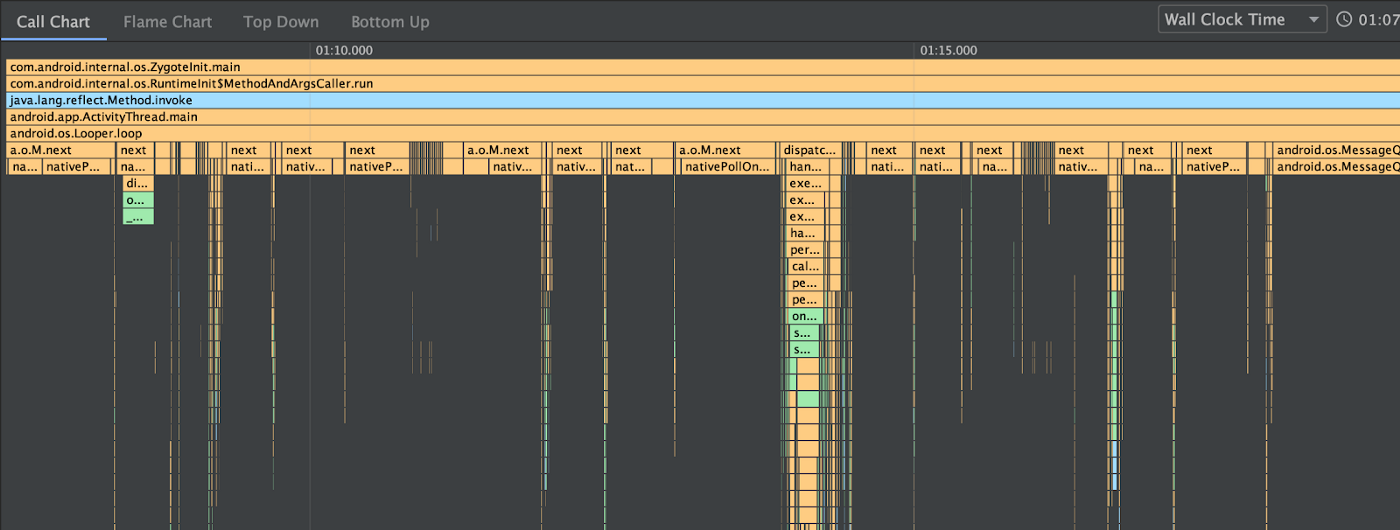 Call Chart Flame Chart Top Down Bottom Up Wall Clock Time 01:07
01:10.000 01:15.000
com.android.internal.os.ZygoteInit.main
com.android.internal.os.RuntimeInit$MethodAndArgsCaller.run
java.lang.reflect.Method.invoke
android.app.ActivityThread.main
android.os.Looper.loop
a.o.M.next next next next next a.o.M.next next next a.o.M.next dispatc... next next next next next next android.os.MessageQ
na... nativeP... na... nati... nativ... nativeP... nativ... nativ... nat... nativePollOn... han... nati... nati... na... nativ... na... nativeP... android.os.MessageQ
di... exe...
o... ex...
_... ex...
ha...
per...
cal...
pe...
pe...
on...
s...
s...